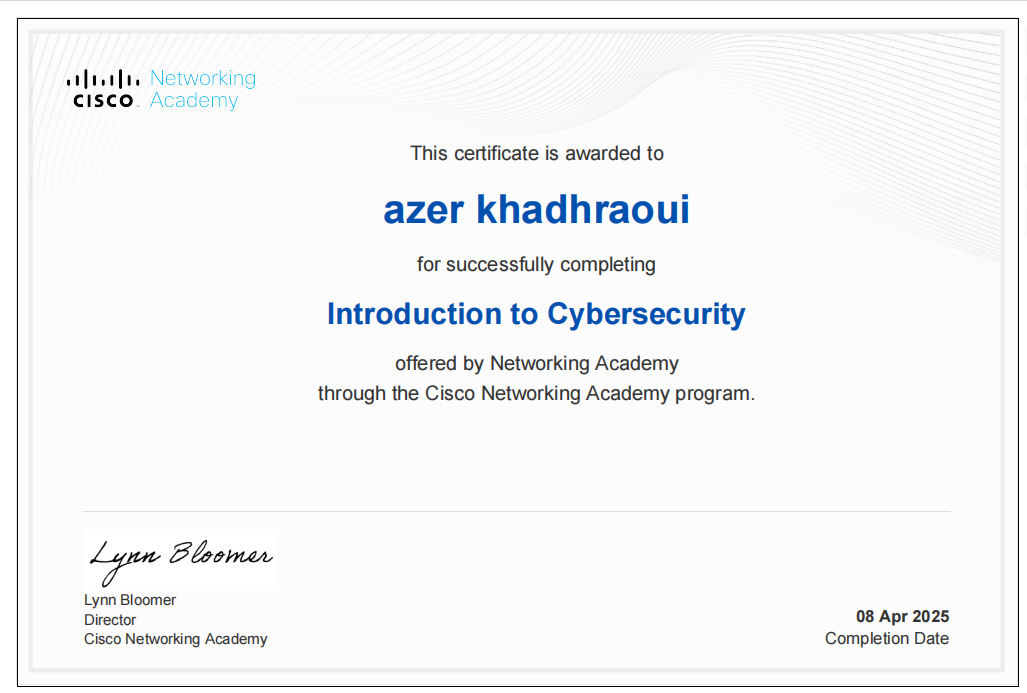 CISCO Networking
Academy
This certificate is awarded to
azer khadhraoui
for successfully completing
Introduction to Cybersecurity
offered by Networking Academy
through the Cisco Networking Academy program.
Lynn Bloomer
Lynn Bloomer
Director
Cisco Networking Academy
08 Apr 2025
Completion Date